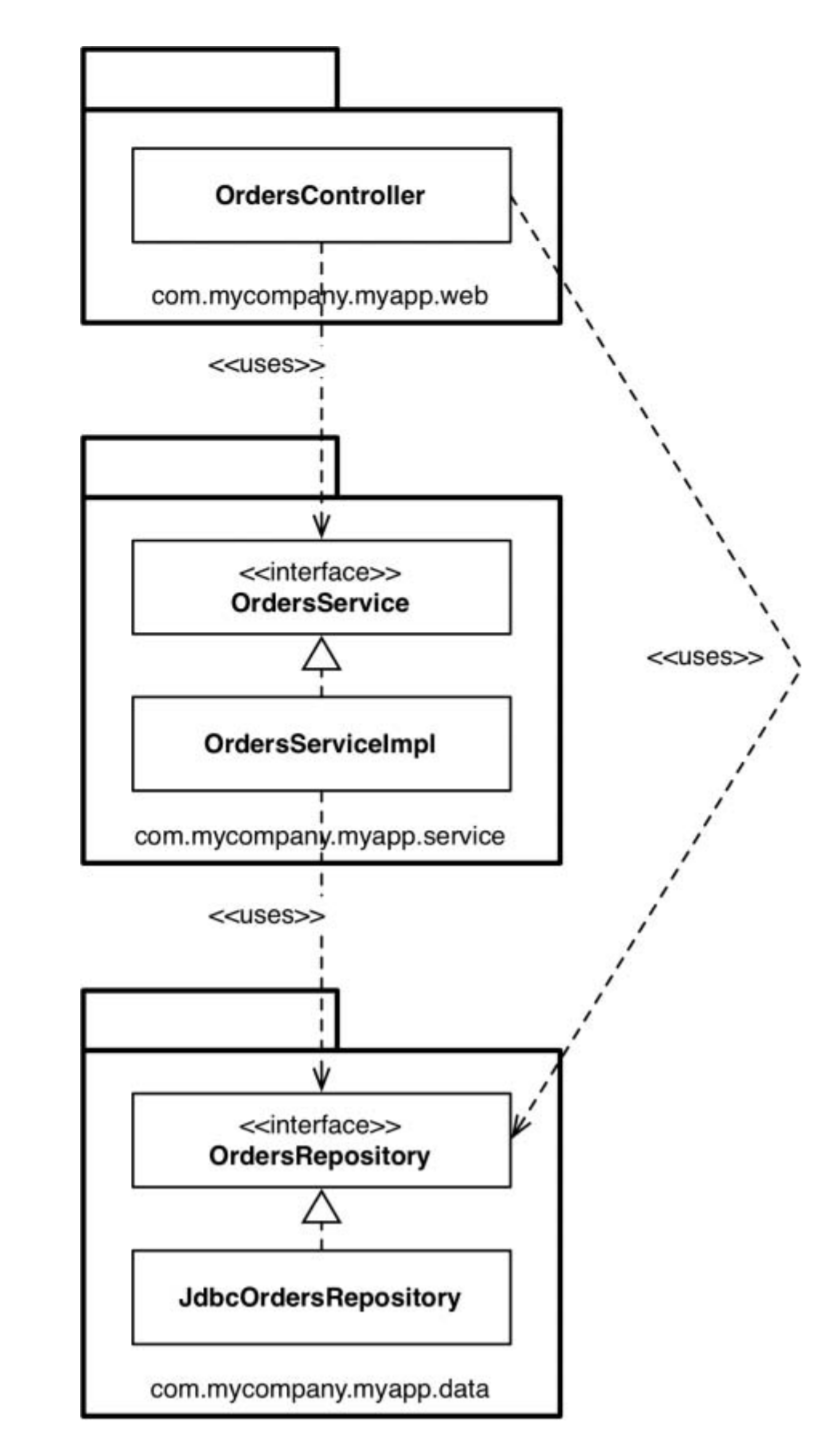 OrdersController
com.mycompany.myapp.web
<<uses>>
<<interface>>
OrdersService
<<uses>>
OrdersServiceImpl
com.mycompany.myapp.service
<<uses>>
<<interface>>
OrdersRepository
JdbcOrdersRepository
com.mycompany.myapp.data